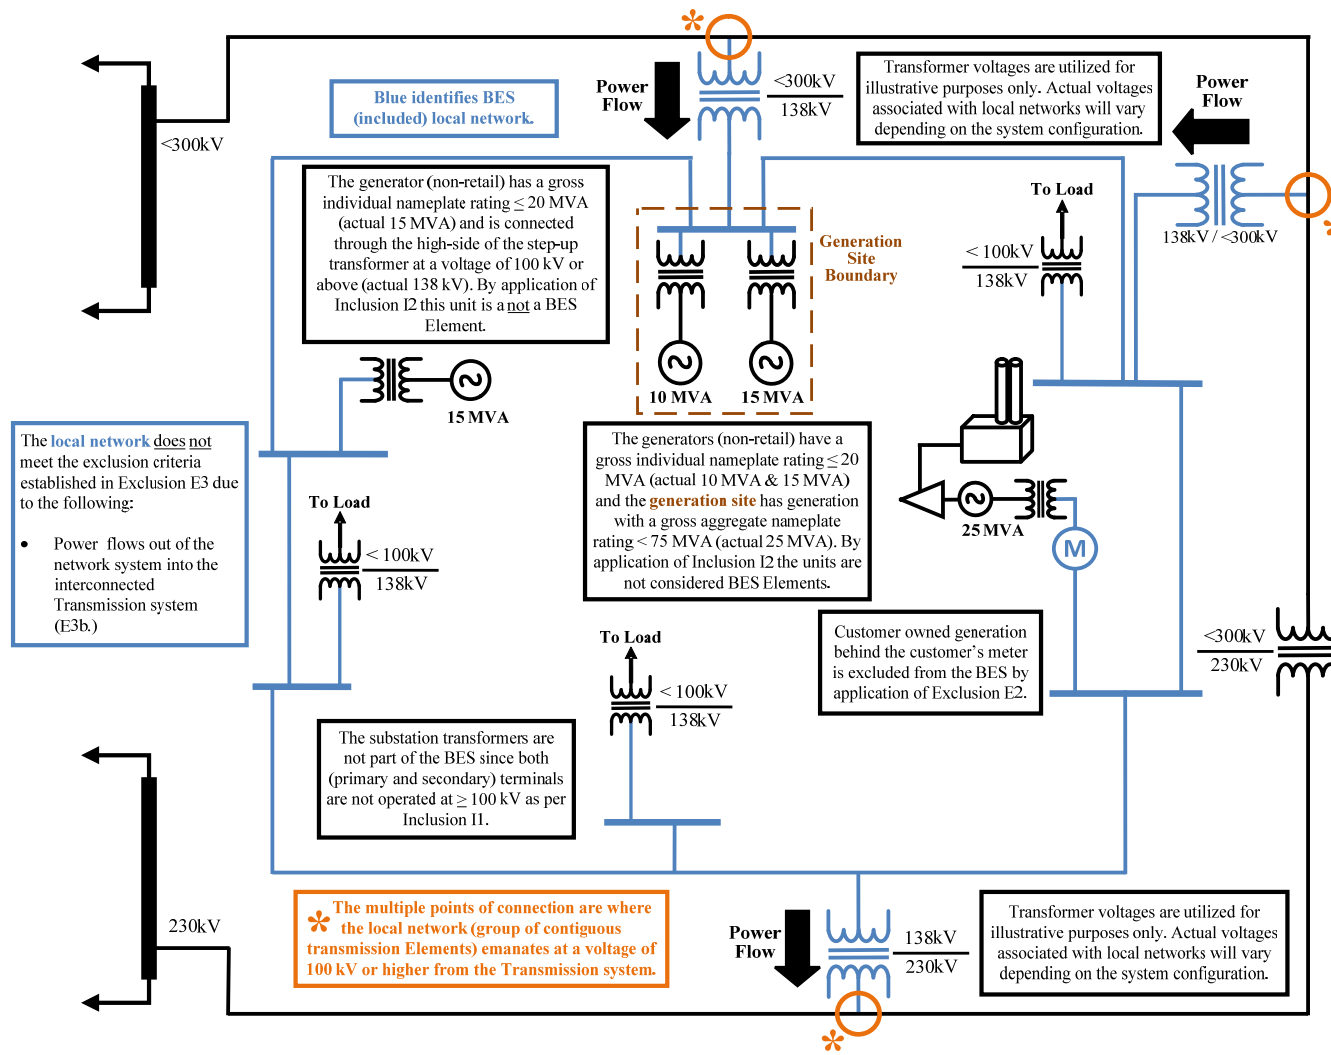 *
Power
Flow
<300kV
138kV
Transformer voltages are utilized for
illustrative purposes only. Actual voltages
associated with local networks will vary
depending on the system configuration.
Power
Flow
Blue identifies BES
(included) local network.
<300kV
The generator (non-retail) has a gross
individual nameplate rating ≤ 20 MVA
(actual 15 MVA) and is connected
through the high-side of the step-up
transformer at a voltage of 100 kV or
above (actual 138 kV). By application of
Inclusion I2 this unit is a not a BES
Element.
To Load
< 100kV
138kV
138kV / <300kV
*
Generation
Site
Boundary
10 MVA
15 MVA
15 MVA
The local network does not
meet the exclusion criteria
established in Exclusion E3 due
to the following:
• Power flows out of the
network system into the
interconnected
Transmission system
(E3b.)
The generators (non-retail) have a
gross individual nameplate rating ≤ 20
MVA (actual 10 MVA & 15 MVA)
and the generation site has generation
with a gross aggregate nameplate
rating < 75 MVA (actual 25 MVA). By
application of Inclusion I2 the units are
not considered BES Elements.
25 MVA
M
To Load
< 100kV
138kV
To Load
< 100kV
138kV
Customer owned generation
behind the customer's meter
is excluded from the BES by
application of Exclusion E2.
<300kV
230kV
The substation transformers are
not part of the BES since both
(primary and secondary) terminals
are not operated at ≥ 100 kV as per
Inclusion I1.
230kV
* The multiple points of connection are where
the local network (group of contiguous
transmission Elements) emanates at a voltage of
100 kV or higher from the Transmission system.
Power
Flow
138kV
230kV
Transformer voltages are utilized for
illustrative purposes only. Actual voltages
associated with local networks will vary
depending on the system configuration.
*